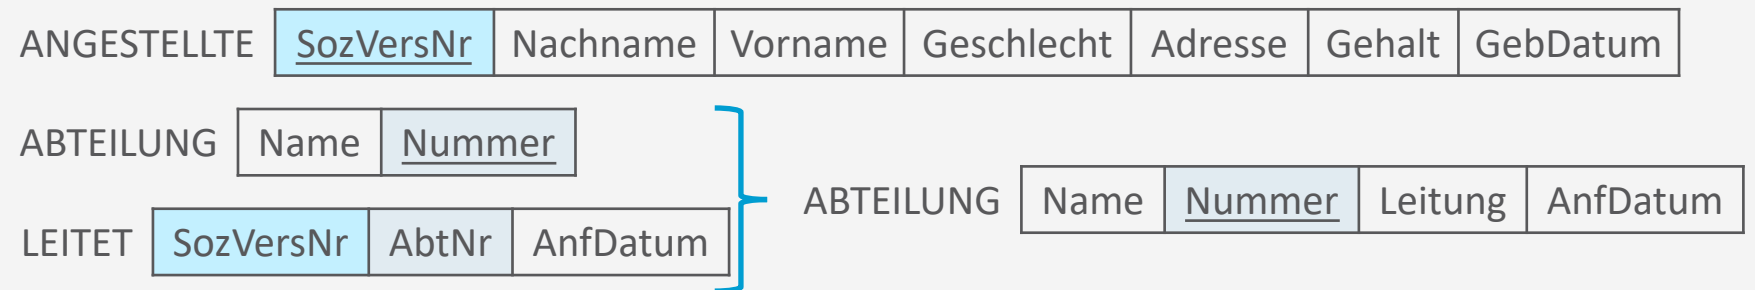 ANGESTELLTE SozVersNr Nachname Vorname Geschlecht Adresse Gehalt GebDatum
ABTEILUNG Name Nummer
LEITET SozVersNr AbtNr AnfDatum
ABTEILUNG Name Nummer Leitung AnfDatum